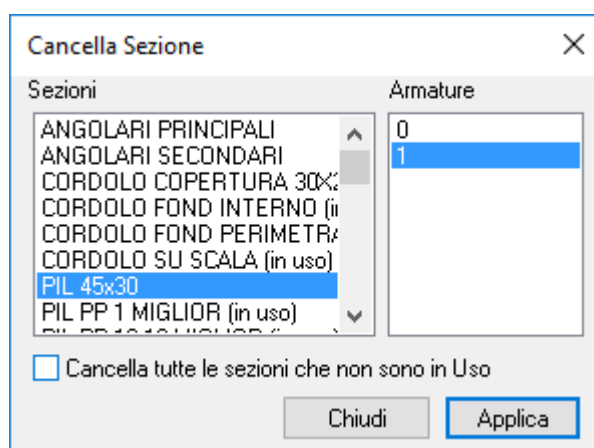 Cancella Sezione
Sezioni
Armature
ANGOLARI PRINCIPALI
ANGOLARI SECONDARI
CORDOLO COPERTURA
CORDOLO FOND INTERNO
CORDOLO FOND
CORDOLO SU SCALA (in uso)
PIL 45x30
PIL PP 1 MIGLIOR (in uso)
0
1
Cancella tutte le sezioni che non sono in Uso
Chiudi
Applica